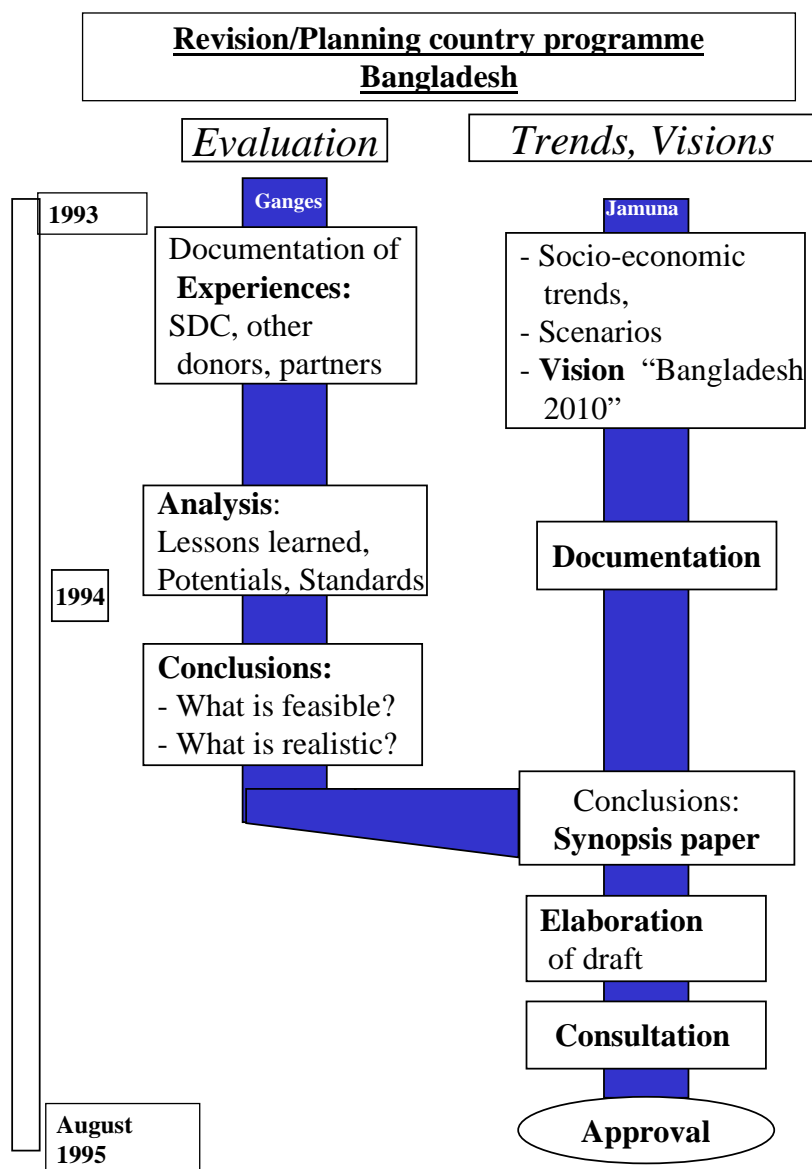 Revision/Planning country programme
Bangladesh
Evaluation
Trends, Visions
1993
Ganges
Documentation of
Experiences:
SDC, other
donors, partners
Jamuna
- Socio-economic
trends,
- Scenarios
- Vision “Bangladesh
2010”
Analysis:
Lessons learned,
Potentials, Standards
Documentation
1994
Conclusions:
- What is feasible?
- What is realistic?
Conclusions:
Synopsis paper
Elaboration
of draft
Consultation
August
1995
Approval